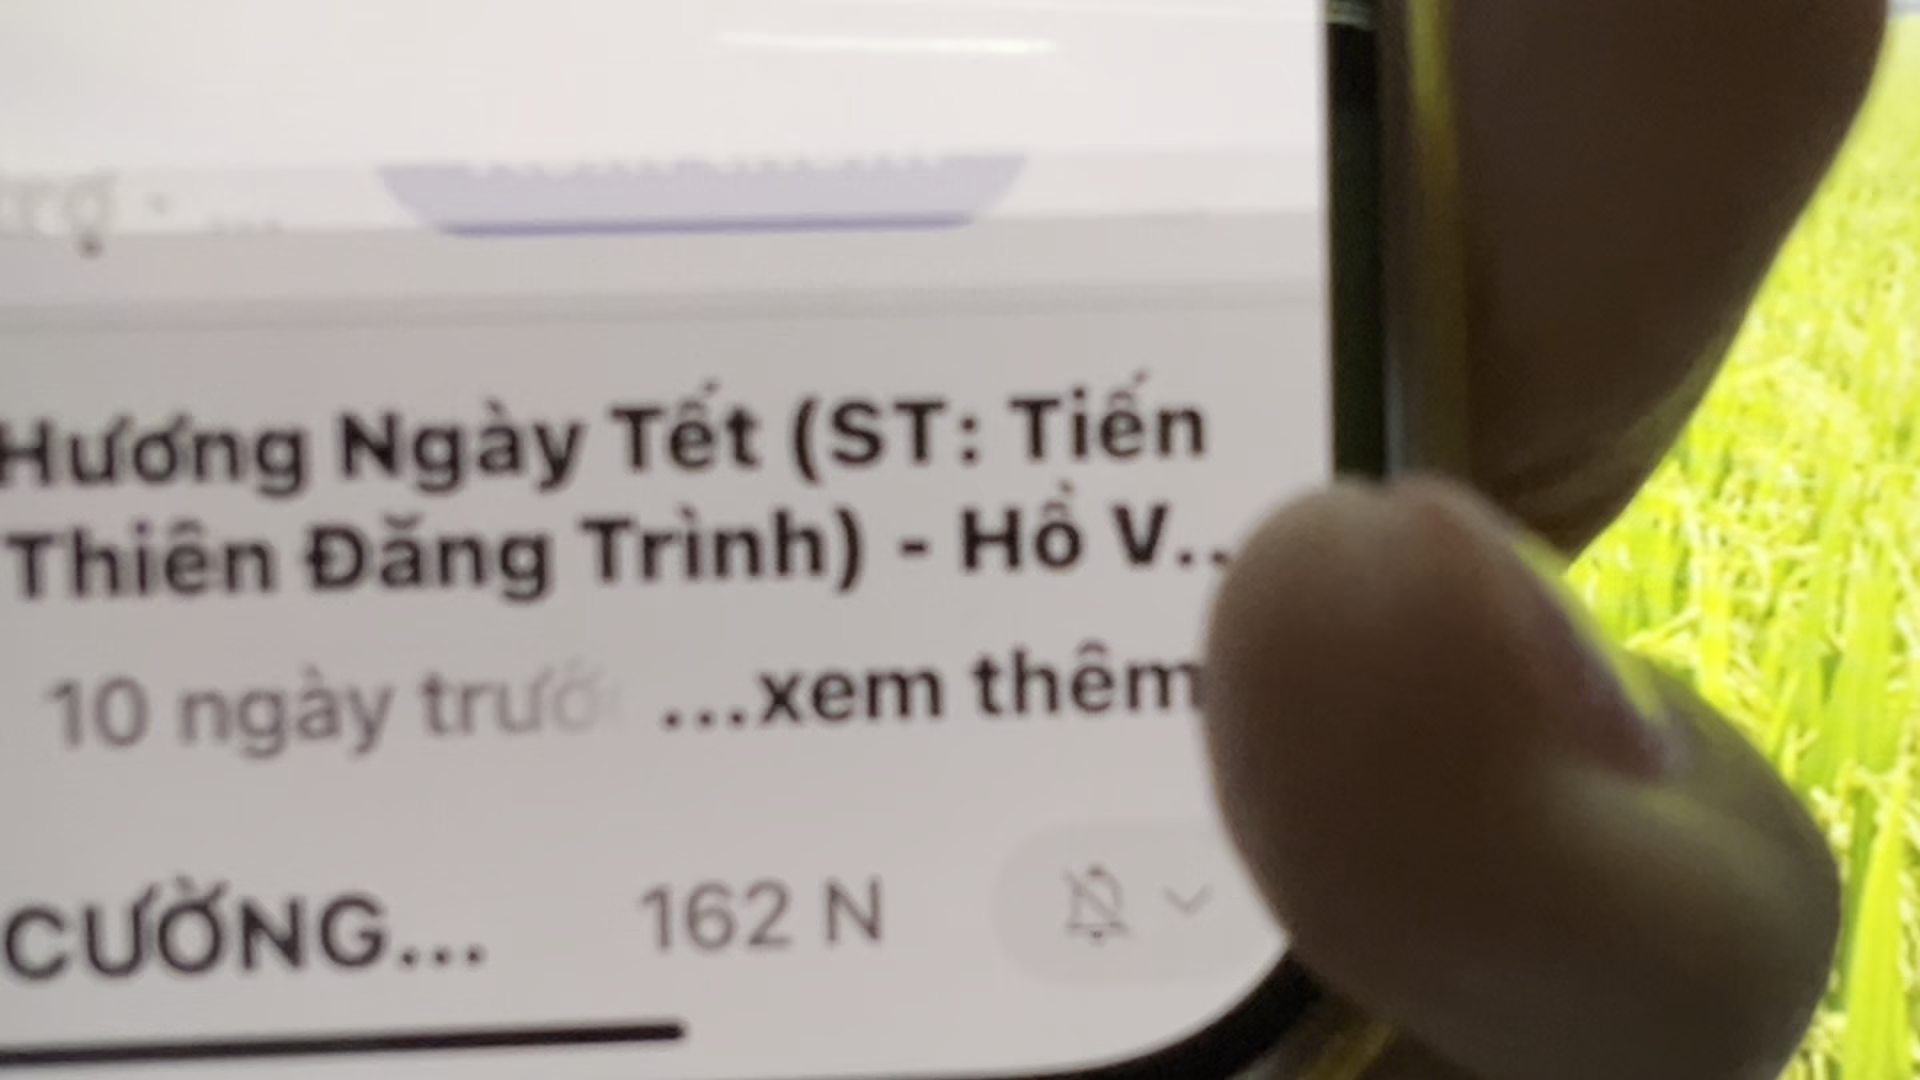 Hương Ngày Tết (ST: Tiến
Thiên Đăng Trình) - Hồ V..
10 ngày trướ
...xem thêm
CƯỜNG...
162 N